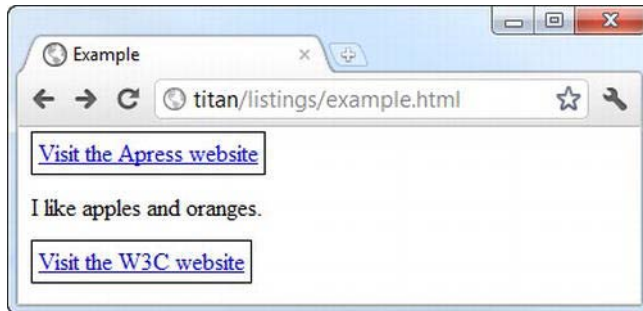 Example
titan/listings/example.html
Visit the Apress website
I like apples and oranges.
Visit the W3C website